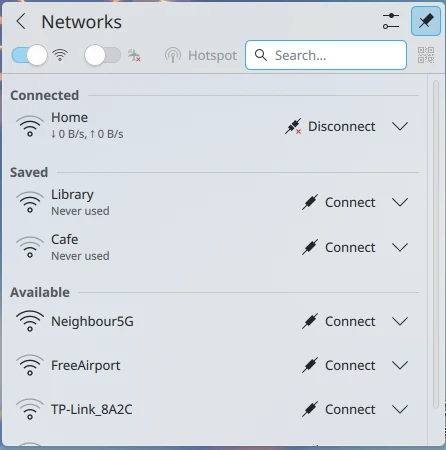 Networks
Hotspot
Search...
Connected
Home
↓ 0 B/s, ↑ 0 B/s
Disconnect
Saved
Library
Never used
Connect
Cafe
Never used
Connect
Available
Neighbour5G
Connect
FreeAirport
Connect
TP-Link_8A2C
Connect